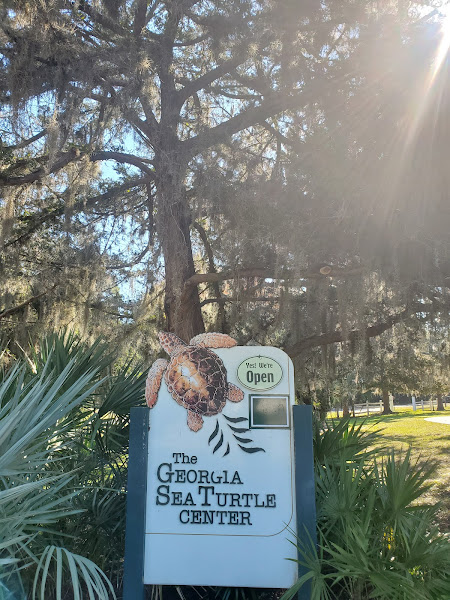 Yes! We're
Open
The
Georgia
Sea Turtle
Center